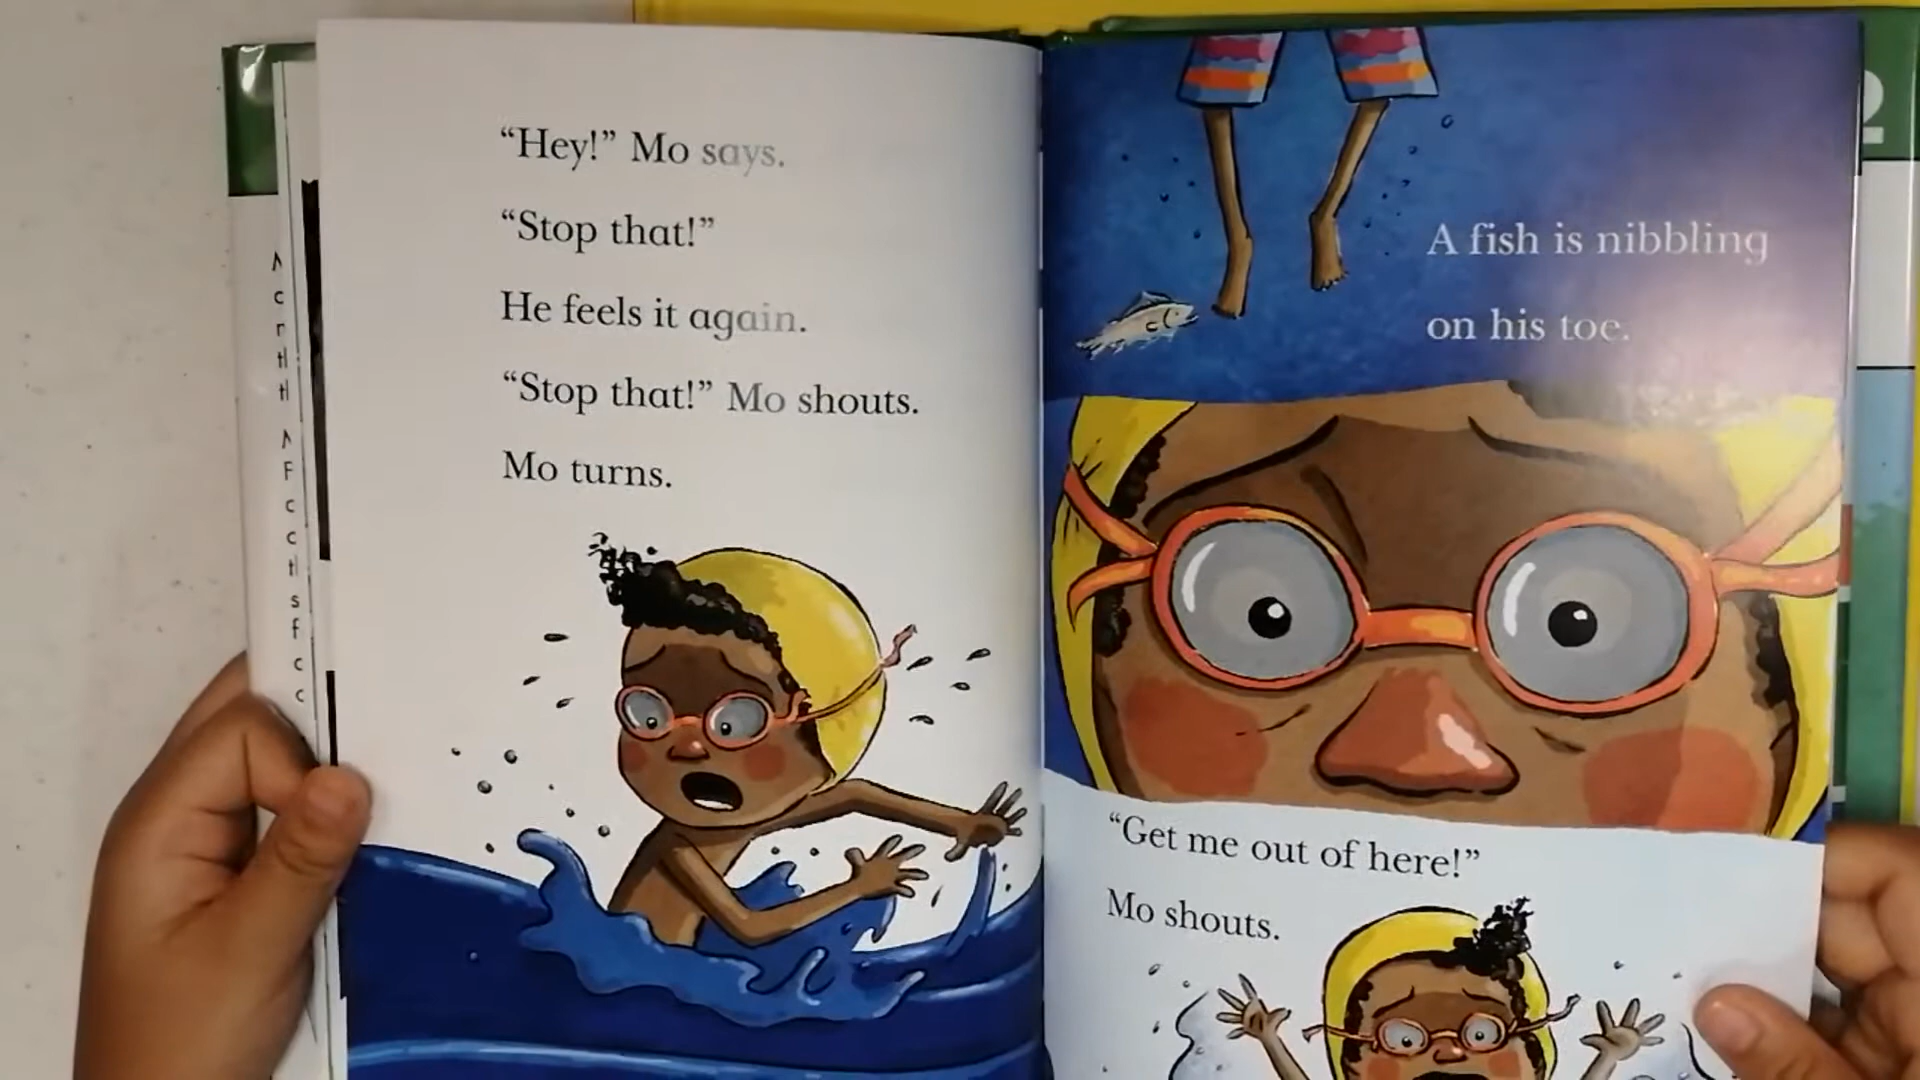 “Hey!” Mo says.
“Stop that!”
He feels it again.
“Stop that!” Mo shouts.
Mo turns.
A fish is nibbling
on his toe.
“Get me out of here!”
Mo shouts.